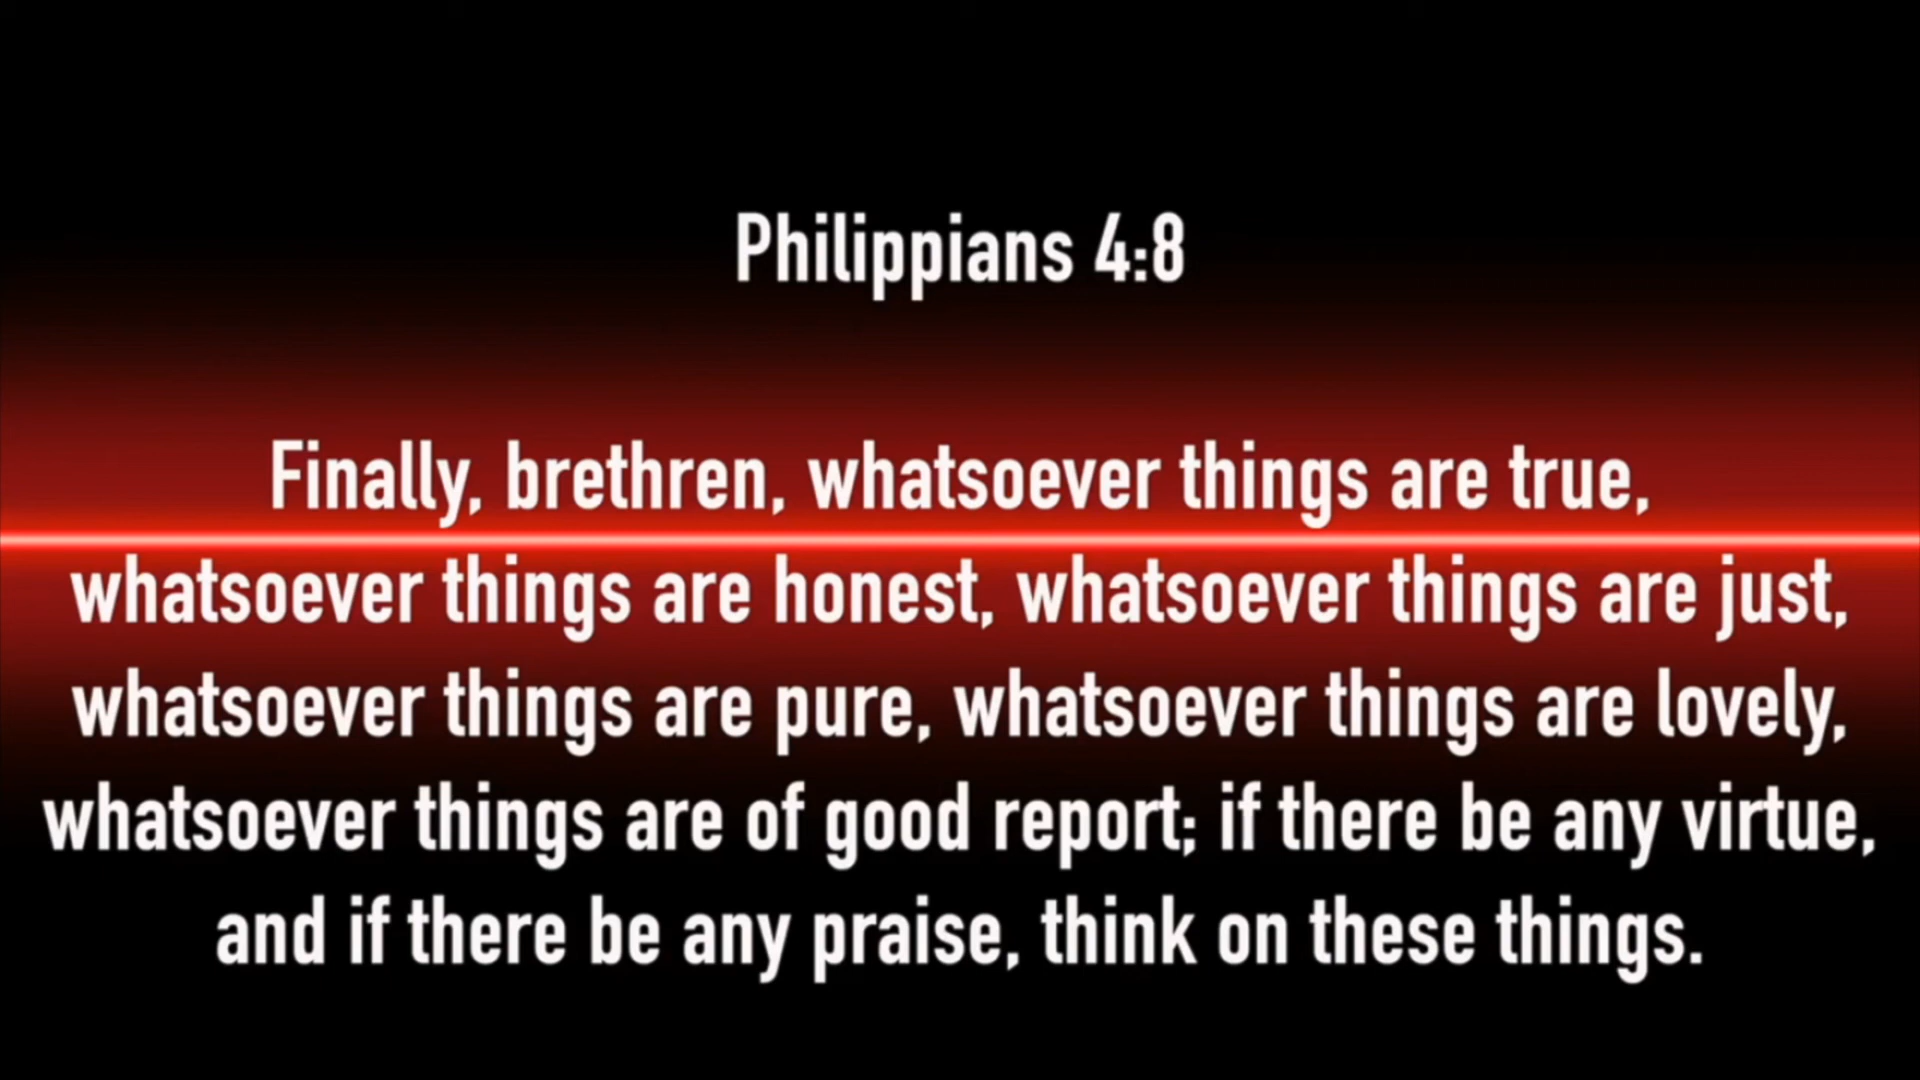 Philippians 4:8
Finally, brethren, whatsoever things are true,
whatsoever things are honest, whatsoever things are just,
whatsoever things are pure, whatsoever things are lovely,
whatsoever things are of good report; if there be any virtue,
and if there be any praise, think on these things.